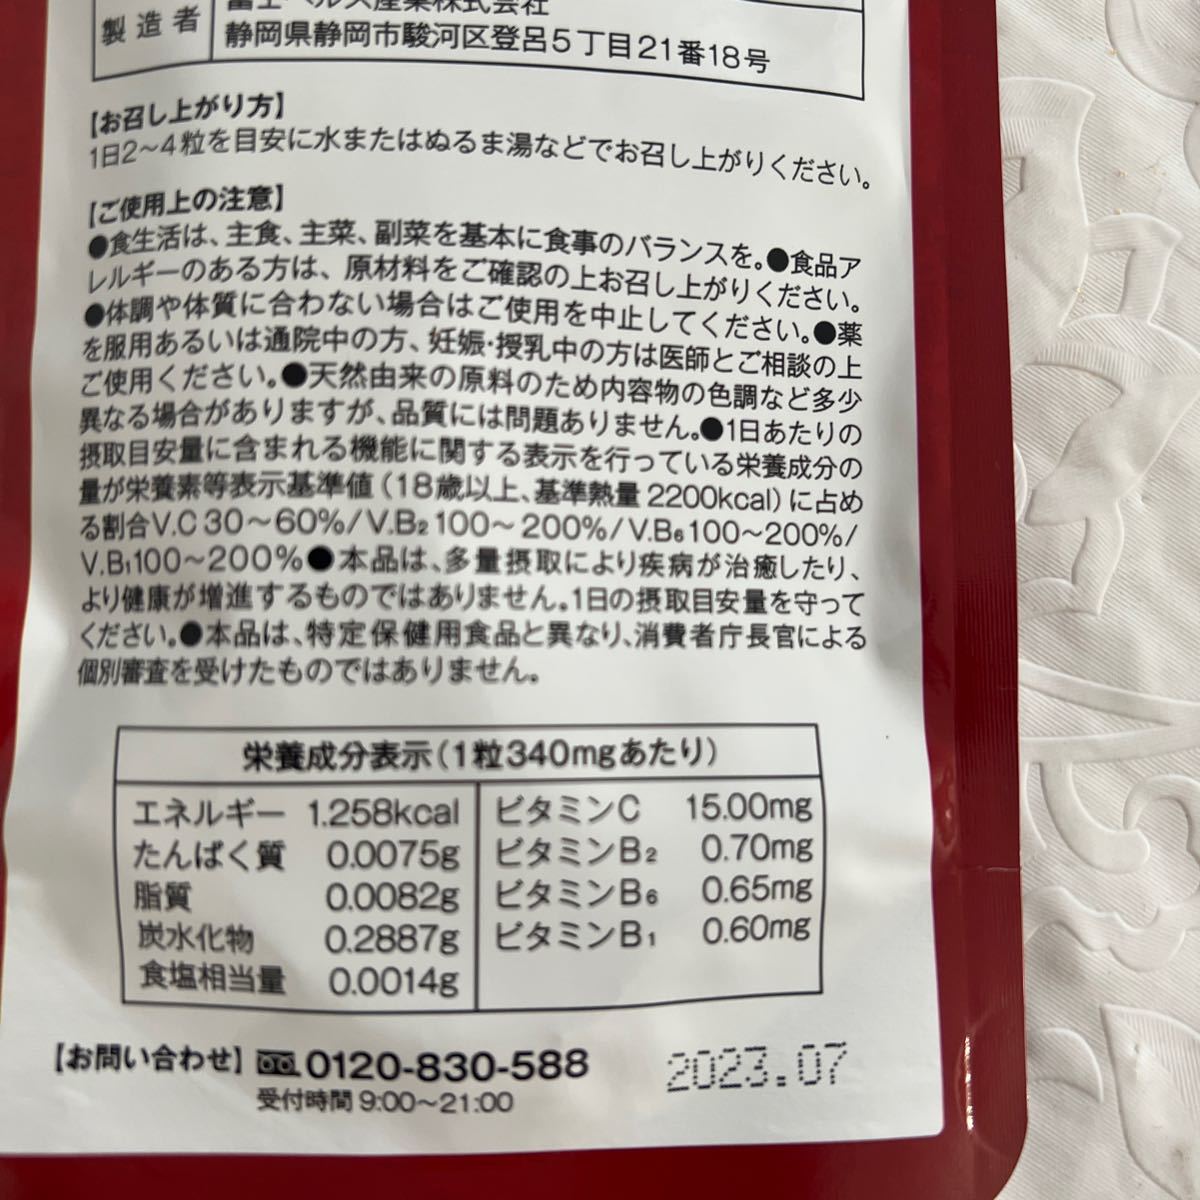 製造者
富士ヘルス産業株式会社
静岡県静岡市駿河区登呂5丁目21番18号
【お召し上がり方】
1日2～4粒を目安に水またはぬるま湯などでお召し上がりください。
【ご使用上の注意】
●食生活は、主食、主菜、副菜を基本に食事のバランスを。●食品ア
レルギーのある方は、原材料をご確認の上お召し上がりください。
●体調や体質に合わない場合はご使用を中止してください。●薬
を服用あるいは通院中の方、妊娠・授乳中の方は医師とご相談の上
ご使用ください。●天然由来の原料のため内容物の色調など多少
異なる場合がありますが、品質には問題ありません。●1日あたりの
摂取目安量に含まれる機能に関する表示を行っている栄養成分の
量が栄養素等表示基準値(18歳以上、基準熱量2200kcal)に占め
る割合V.C 30～60%/V.B₂ 100～200%/V.B₆100～200%/
V.B₁100～200%●本品は、多量摂取により疾病が治癒したり、
より健康が増進するものではありません。1日の摂取目安量を守って
ください。●本品は、特定保健用食品と異なり、消費者庁長官による
個別審査を受けたものではありません。
栄養成分表示(1粒340mgあたり)
エネルギー 1.258kcal
たんぱく質 0.0075g
脂質 0.0082g
炭水化物 0.2887g
食塩相当量 0.0014g
ビタミンC 15.00mg
ビタミンB₂ 0.70mg
ビタミンB₆ 0.65mg
ビタミンB₁ 0.60mg
【お問い合わせ】0120-830-588
受付時間 9:00～21:00
2023.07